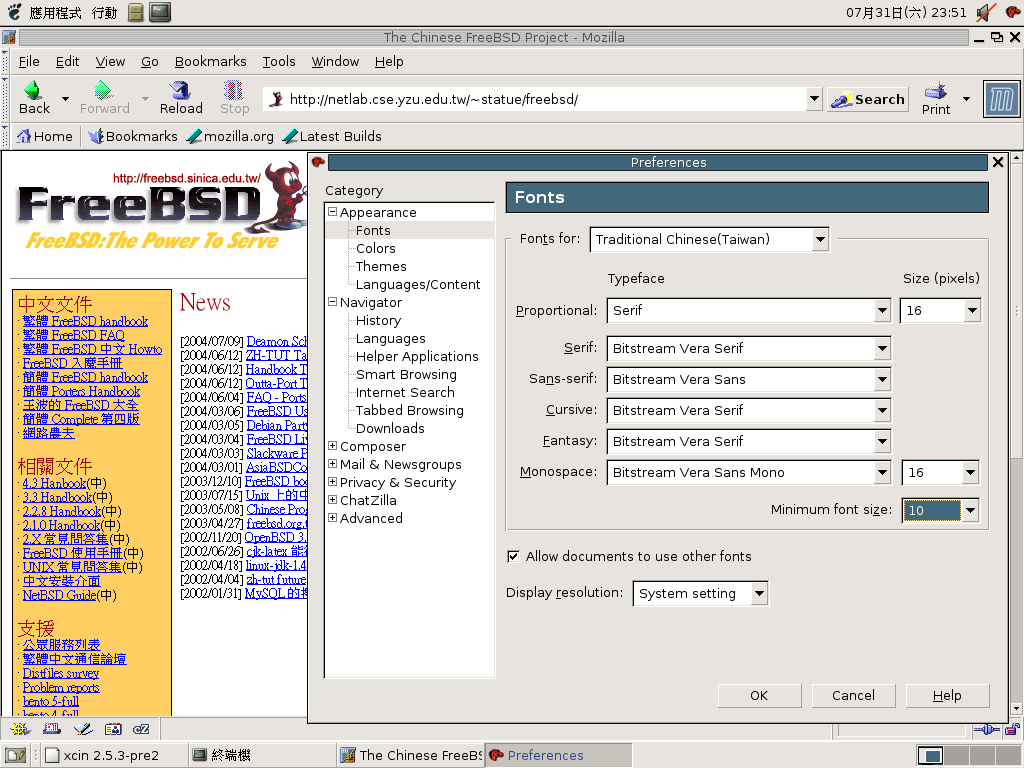 應用程式 行動 07月31日(六) 23:51
The Chinese FreeBSD Project - Mozilla
File Edit View Go Bookmarks Tools Window Help
Back Forward Reload Stop http://netlab.cse.yzu.edu.tw/~statue/freebsd/ Search Print
Home Bookmarks mozilla.org Latest Builds
http://freebsd.sinica.edu.tw/
FreeBSD
FreeBSD:The Power To Serve
中文文件
· 繁體 FreeBSD handbook
· 繁體 FreeBSD FAQ
· 繁體 FreeBSD 中文 Howto
· FreeBSD 入魔手冊
· 簡體 FreeBSD handbook
· 簡體 Porters Handbook
· 王波的 FreeBSD 大全
· 簡體 Complete 第四版
· 網路農夫
相關文件
· 4.3 Hanbook(中)
· 3.3 Handbook(中)
· 2.2.8 Handbook(中)
· 2.1.0 Handbook(中)
· 2.X 常見問答集(中)
· FreeBSD 使用手冊(中)
· UNIX 常見問答集(中)
· 中文安裝介面
· NetBSD Guide(中)
支援
· 公眾服務列表
· 繁體中文通信論壇
· Distfiles survey
· Problem reports
· bento 5-full
· bento 4-full
News
[2004/07/09] Deamon Sch
[2004/06/12] ZH-TUT Ta
[2004/06/12] Handbook T
[2004/06/12] Outta-Port T
[2004/06/04] FAQ - Ports
[2004/03/06] FreeBSD Us
[2004/03/05] Debian Part
[2004/03/04] FreeBSD Liv
[2004/03/03] Slackware P
[2004/03/01] AsiaBSDCo
[2003/12/10] FreeBSD boo
[2003/07/15] Unix 上的中
[2003/05/08] Chinese Proj
[2003/04/27] freebsd.org.t
[2002/11/20] OpenBSD 3.
[2002/06/26] cjk-latex 能
[2002/04/18] linux-jdk-1.4
[2002/04/04] zh-tut future
[2002/01/31] MySQL 的
Preferences
Category
Appearance
Fonts
Colors
Themes
Languages/Content
Navigator
History
Languages
Helper Applications
Smart Browsing
Internet Search
Tabbed Browsing
Downloads
Composer
Mail & Newsgroups
Privacy & Security
ChatZilla
Advanced
Fonts
Fonts for: Traditional Chinese(Taiwan)
Typeface Size (pixels)
Proportional: Serif 16
Serif: Bitstream Vera Serif
Sans-serif: Bitstream Vera Sans
Cursive: Bitstream Vera Serif
Fantasy: Bitstream Vera Serif
Monospace: Bitstream Vera Sans Mono 16
Minimum font size: 10
Allow documents to use other fonts
Display resolution: System setting
OK Cancel Help
xcin 2.5.3-pre2 終端機 The Chinese FreeBS Preferences